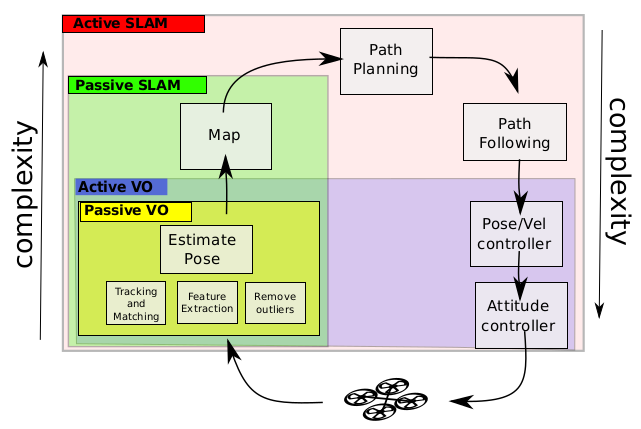 Active SLAM
Path
Planning
Passive SLAM
Map
Path
Following
complexity
complexity
Active VO
Passive VO
Estimate
Pose
Pose/Vel
controller
Tracking
and
Matching
Feature
Extraction
Remove
outliers
Attitude
controller